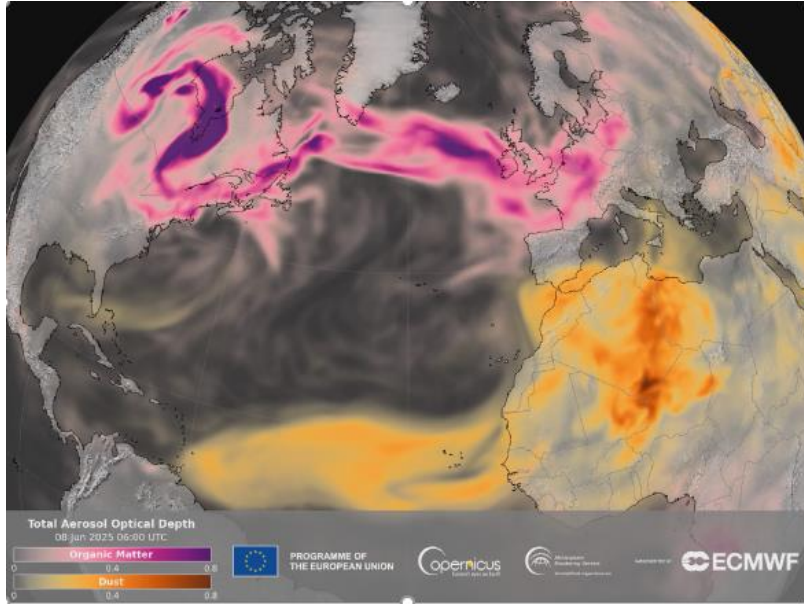 Total Aerosol Optical Depth
08 Jun 2025 06:00 UTC
Organic Matter
0 0.4 0.8
Dust
0 0.4 0.8
PROGRAMME OF
THE EUROPEAN UNION
opernicus
ECMWF